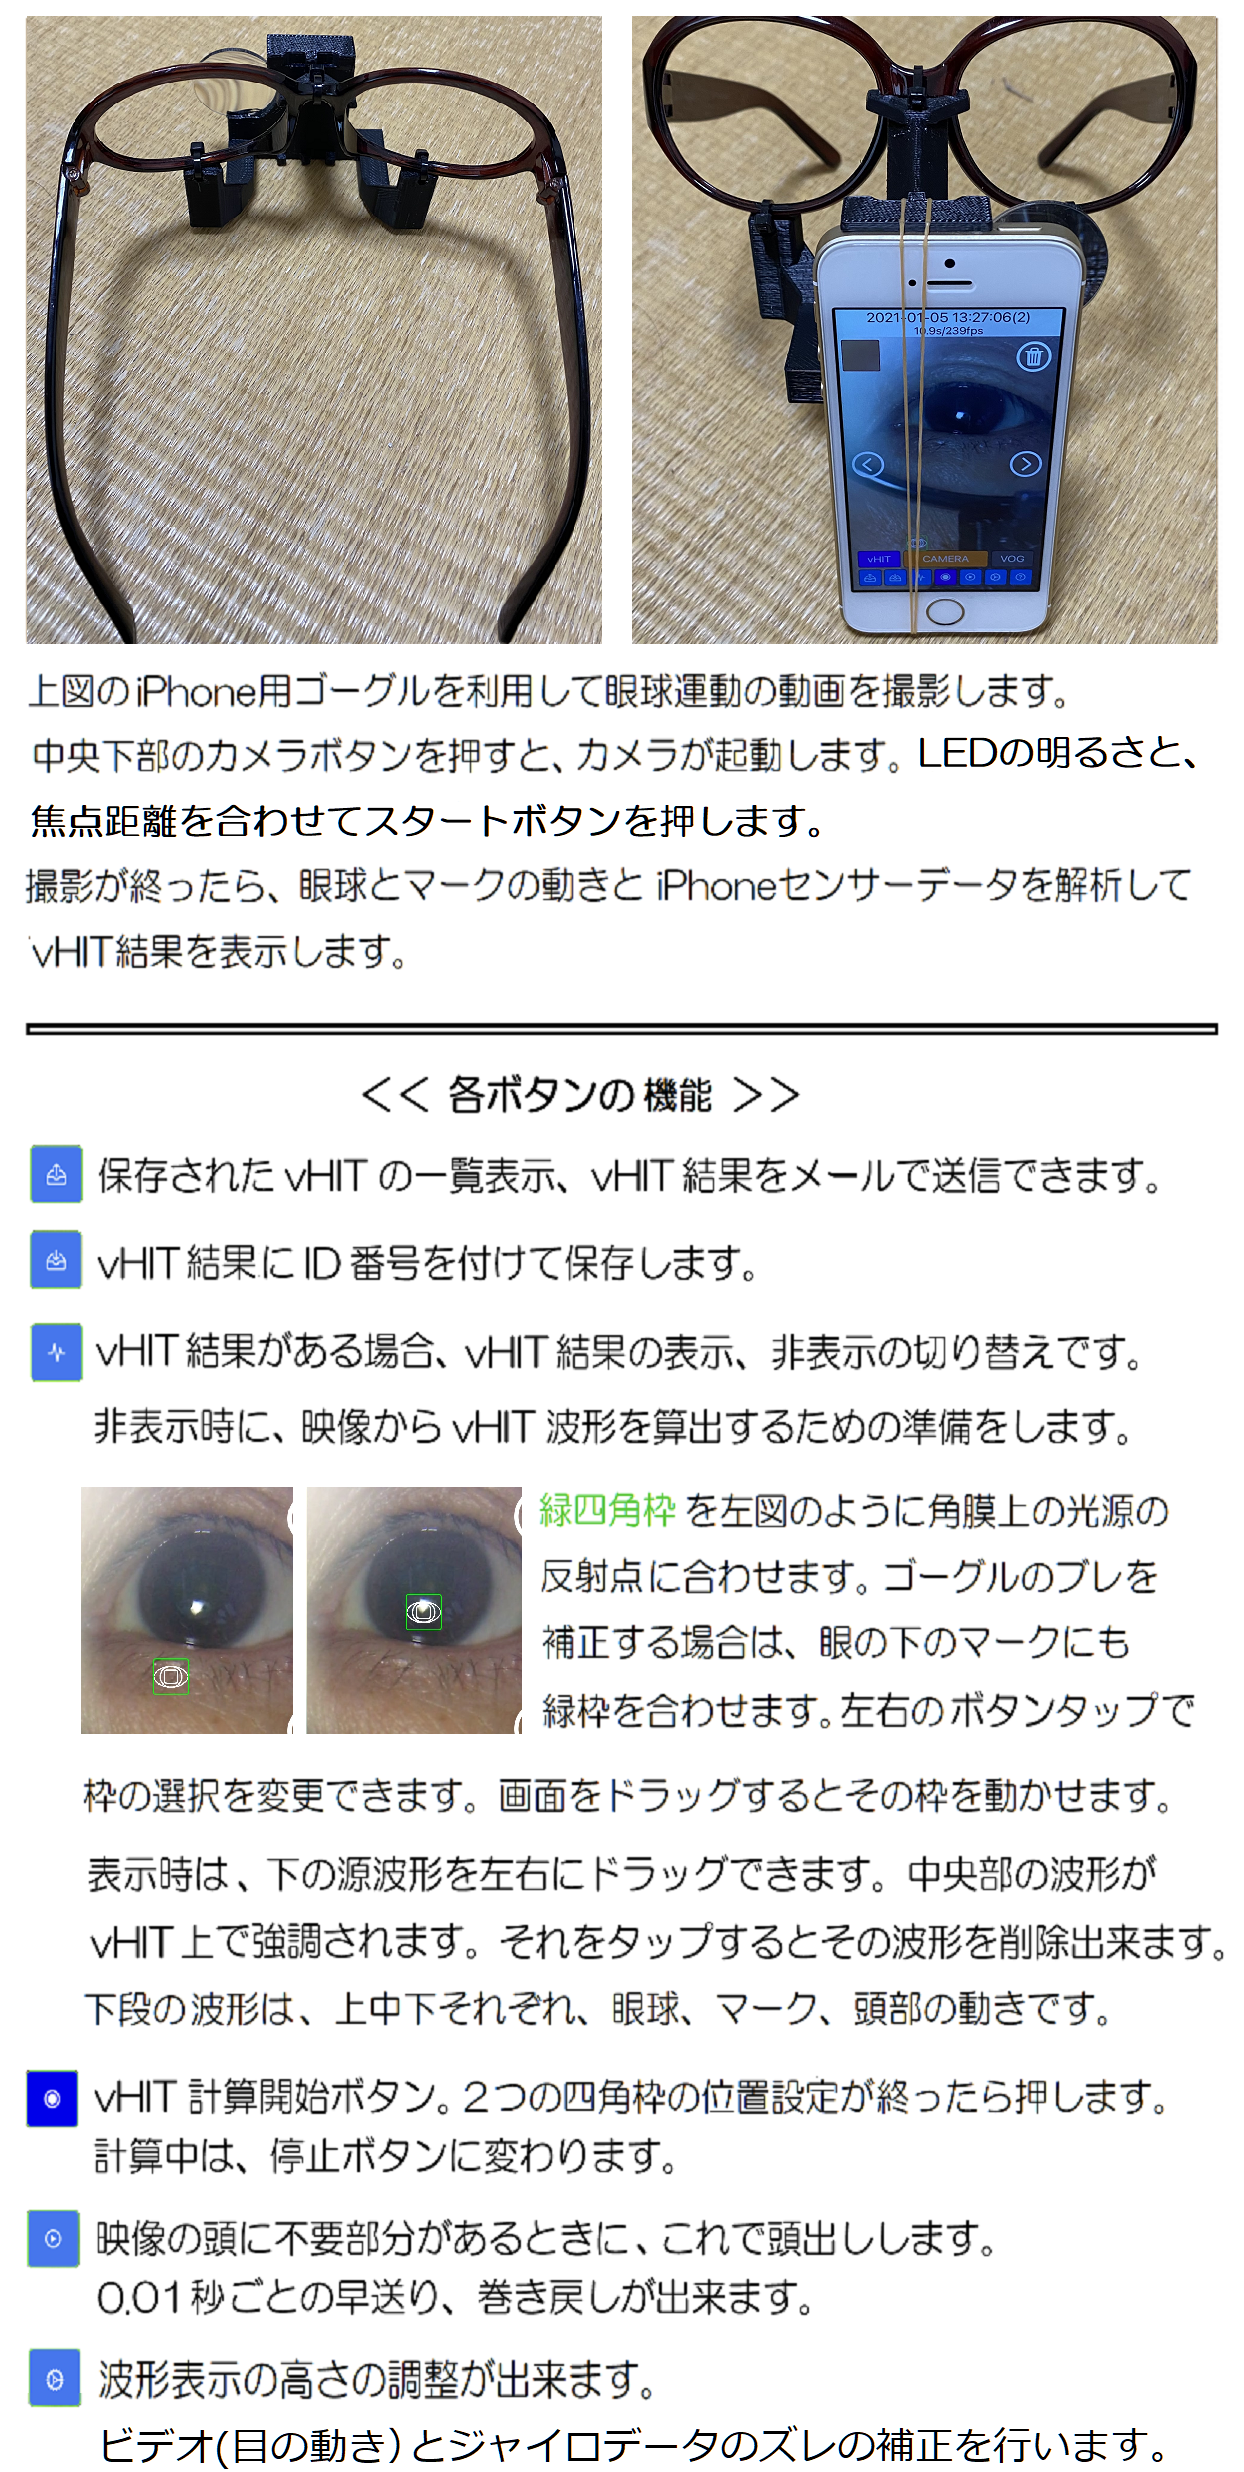 2021-01-05 13:27:06(2)
10.9s/239fps
vHIT CAMERA VOG
上図のiPhone用ゴーグルを利用して眼球運動の動画を撮影します。
中央下部のカメラボタンを押すと、カメラが起動します。LEDの明るさと、
焦点距離を合わせてスタートボタンを押します。
撮影が終ったら、眼球とマークの動きと iPhoneセンサーデータを解析して
vHIT結果を表示します。
<< 各ボタンの機能 >>
保存された vHIT の一覧表示、vHIT 結果をメールで送信できます。
vHIT 結果に ID 番号を付けて保存します。
vHIT 結果がある場合、vHIT 結果の表示、非表示の切り替えです。
非表示時に、映像から vHIT 波形を算出するための準備をします。
緑四角枠 を左図のように角膜上の光源の
反射点に合わせます。ゴーグルのブレを
補正する場合は、眼の下のマークにも
緑枠を合わせます。左右のボタンタップで
枠の選択を変更できます。画面をドラッグするとその枠を動かせます。
表示時は、下の源波形を左右にドラッグできます。中央部の波形が
vHIT 上で強調されます。それをタップするとその波形を削除出来ます。
下段の波形は、上中下それぞれ、眼球、マーク、頭部の動きです。
vHIT 計算開始ボタン。2つの四角枠の位置設定が終ったら押します。
計算中は、停止ボタンに変わります。
映像の頭に不要部分があるときに、これで頭出しします。
0.01秒ごとの早送り、巻き戻しが出来ます。
波形表示の高さの調整が出来ます。
ビデオ(目の動き)とジャイロデータのズレの補正を行います。